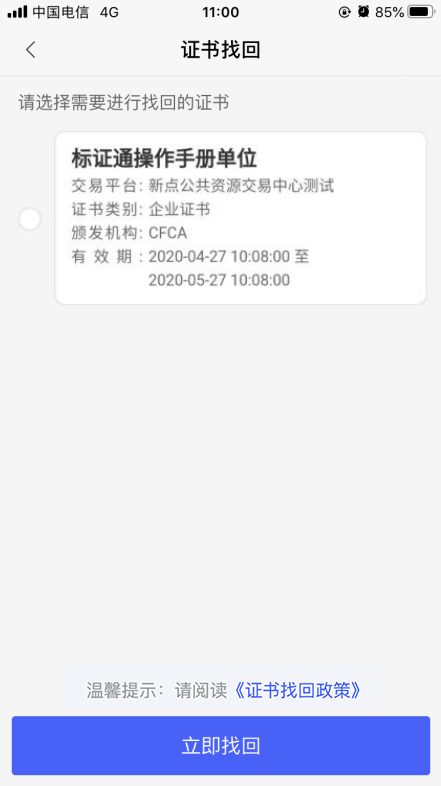 中国电信 4G 11:00 85%
证书找回
请选择需要进行找回的证书
标证通操作手册单位
交易平台: 新点公共资源交易中心测试
证书类别: 企业证书
颁发机构: CFCA
有 效 期 : 2020-04-27 10:08:00 至
2020-05-27 10:08:00
温馨提示：请阅读《证书找回政策》
立即找回